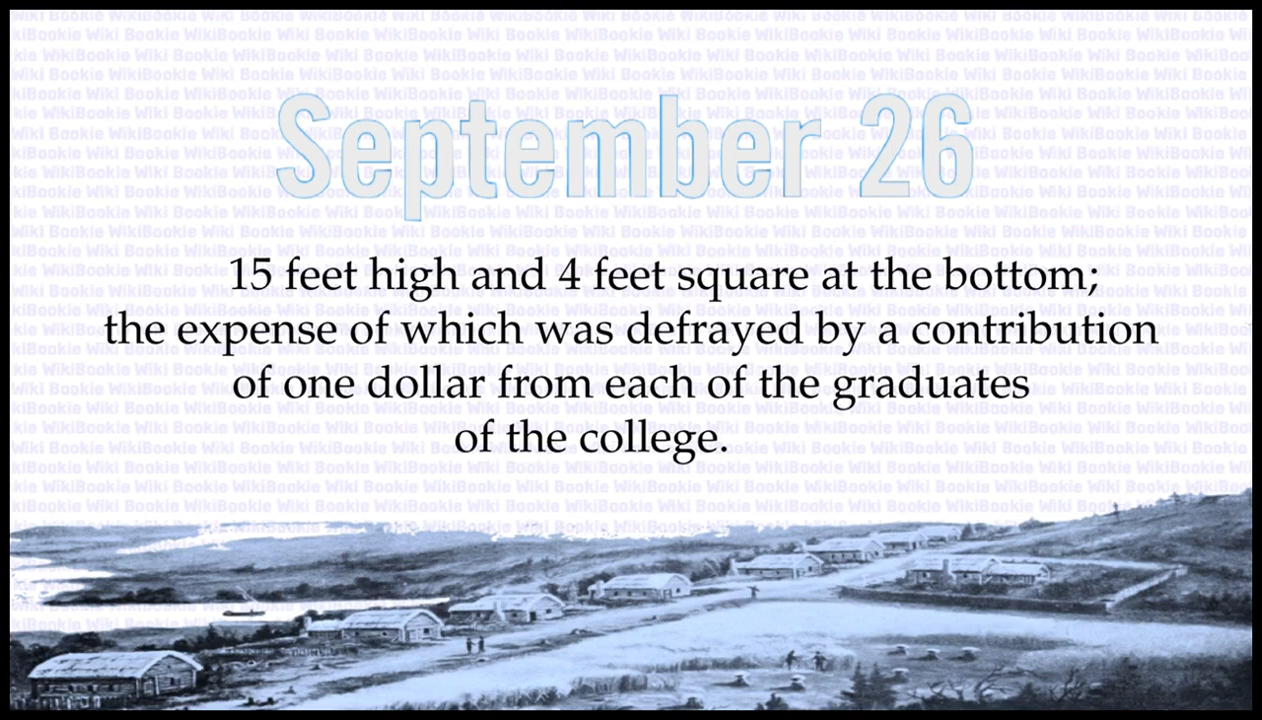 September 26
15 feet high and 4 feet square at the bottom;
the expense of which was defrayed by a contribution
of one dollar from each of the graduates
of the college.